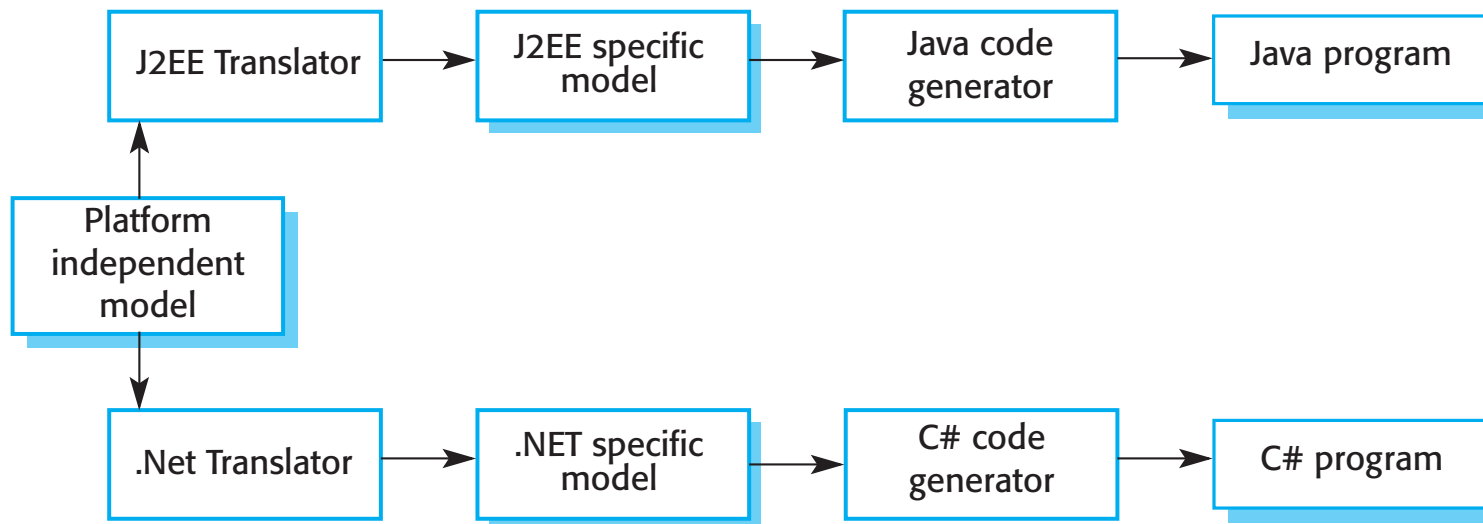 J2EE Translator
J2EE specific
model
Java code
generator
Java program
Platform
independent
model
.Net Translator
.NET specific
model
C# code
generator
C# program